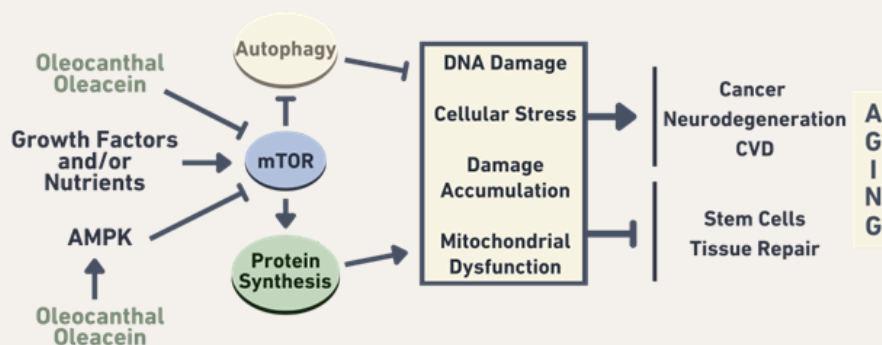 Oleocanthal
Oleacein
Growth Factors
and/or
Nutrients
AMPK
Oleocanthal
Oleacein
Autophagy
mTOR
Protein
Synthesis
DNA Damage
Cellular Stress
Damage
Accumulation
Mitochondrial
Dysfunction
Cancer
Neurodegeneration
CVD
Stem Cells
Tissue Repair
A
G
I
N
G